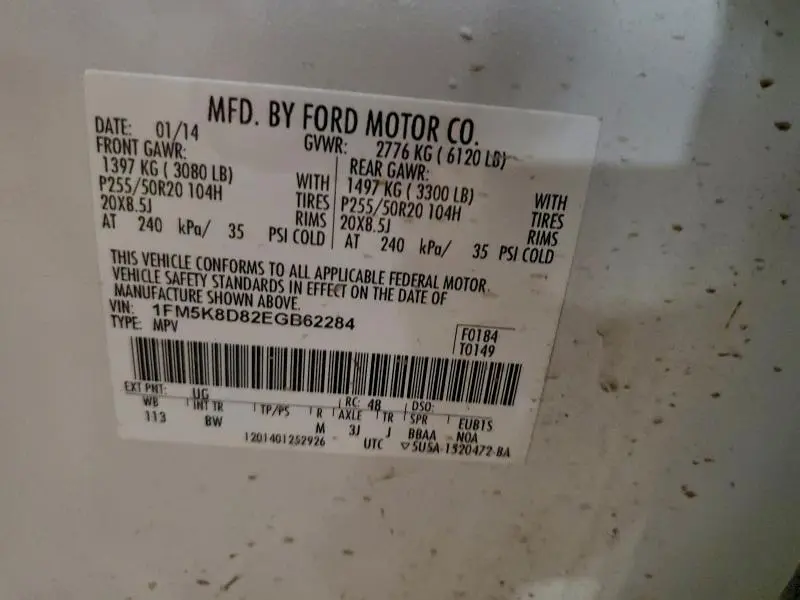 MFD. BY FORD MOTOR CO.
DATE: 01/14 GVWR: 2776 KG ( 6120 LB)
FRONT GAWR: REAR GAWR:
1397 KG ( 3080 LB) WITH 1497 KG ( 3300 LB) WITH
P255/50R20 104H TIRES P255/50R20 104H TIRES
20X8.5J RIMS 20X8.5J RIMS
AT 240 kPa/ 35 PSI COLD AT 240 kPa/ 35 PSI COLD
THIS VEHICLE CONFORMS TO ALL APPLICABLE FEDERAL MOTOR
VEHICLE SAFETY STANDARDS IN EFFECT ON THE DATE OF
MANUFACTURE SHOWN ABOVE.
VIN: 1FM5K8D82EGB62284
TYPE: MPV
F0184
T0149
EXT PNT: UG RC: 48 DSO:
WB INT TR TP/PS R AXLE TR SPR EUB1S
113 BW M 3J J BBAA NOA
1201401252926 UTC ▽5U5A-1520472-BA